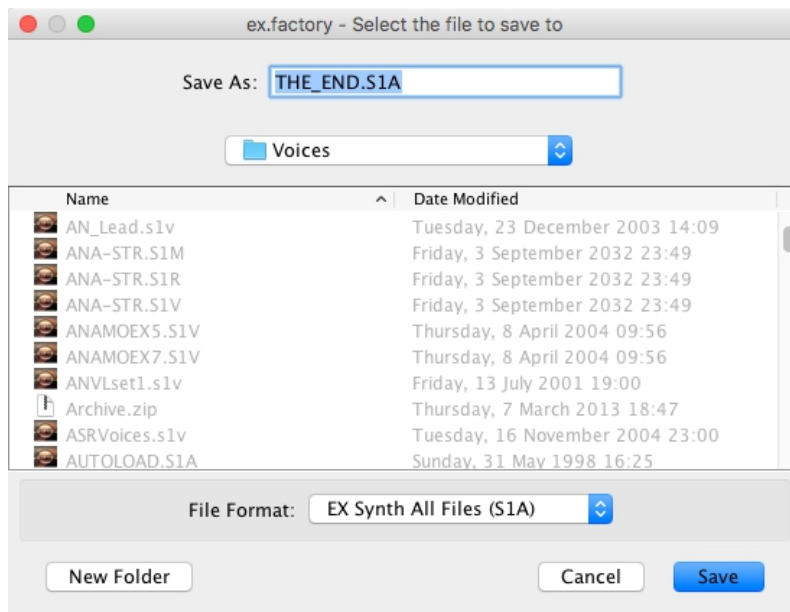 ex.factory - Select the file to save to
Save As: THE_END.S1A
Voices
Name Date Modified
AN_Lead.s1v Tuesday, 23 December 2003 14:09
ANA-STR.S1M Friday, 3 September 2032 23:49
ANA-STR.S1R Friday, 3 September 2032 23:49
ANA-STR.S1V Friday, 3 September 2032 23:49
ANAMOEX5.S1V Thursday, 8 April 2004 09:56
ANAMOEX7.S1V Thursday, 8 April 2004 09:56
ANVLset1.s1v Friday, 13 July 2001 19:00
Archive.zip Thursday, 7 March 2013 18:47
ASRVoices.s1v Tuesday, 16 November 2004 23:00
AUTOLOAD.S1A Sunday, 31 May 1998 16:25
File Format: EX Synth All Files (S1A)
New Folder Cancel Save